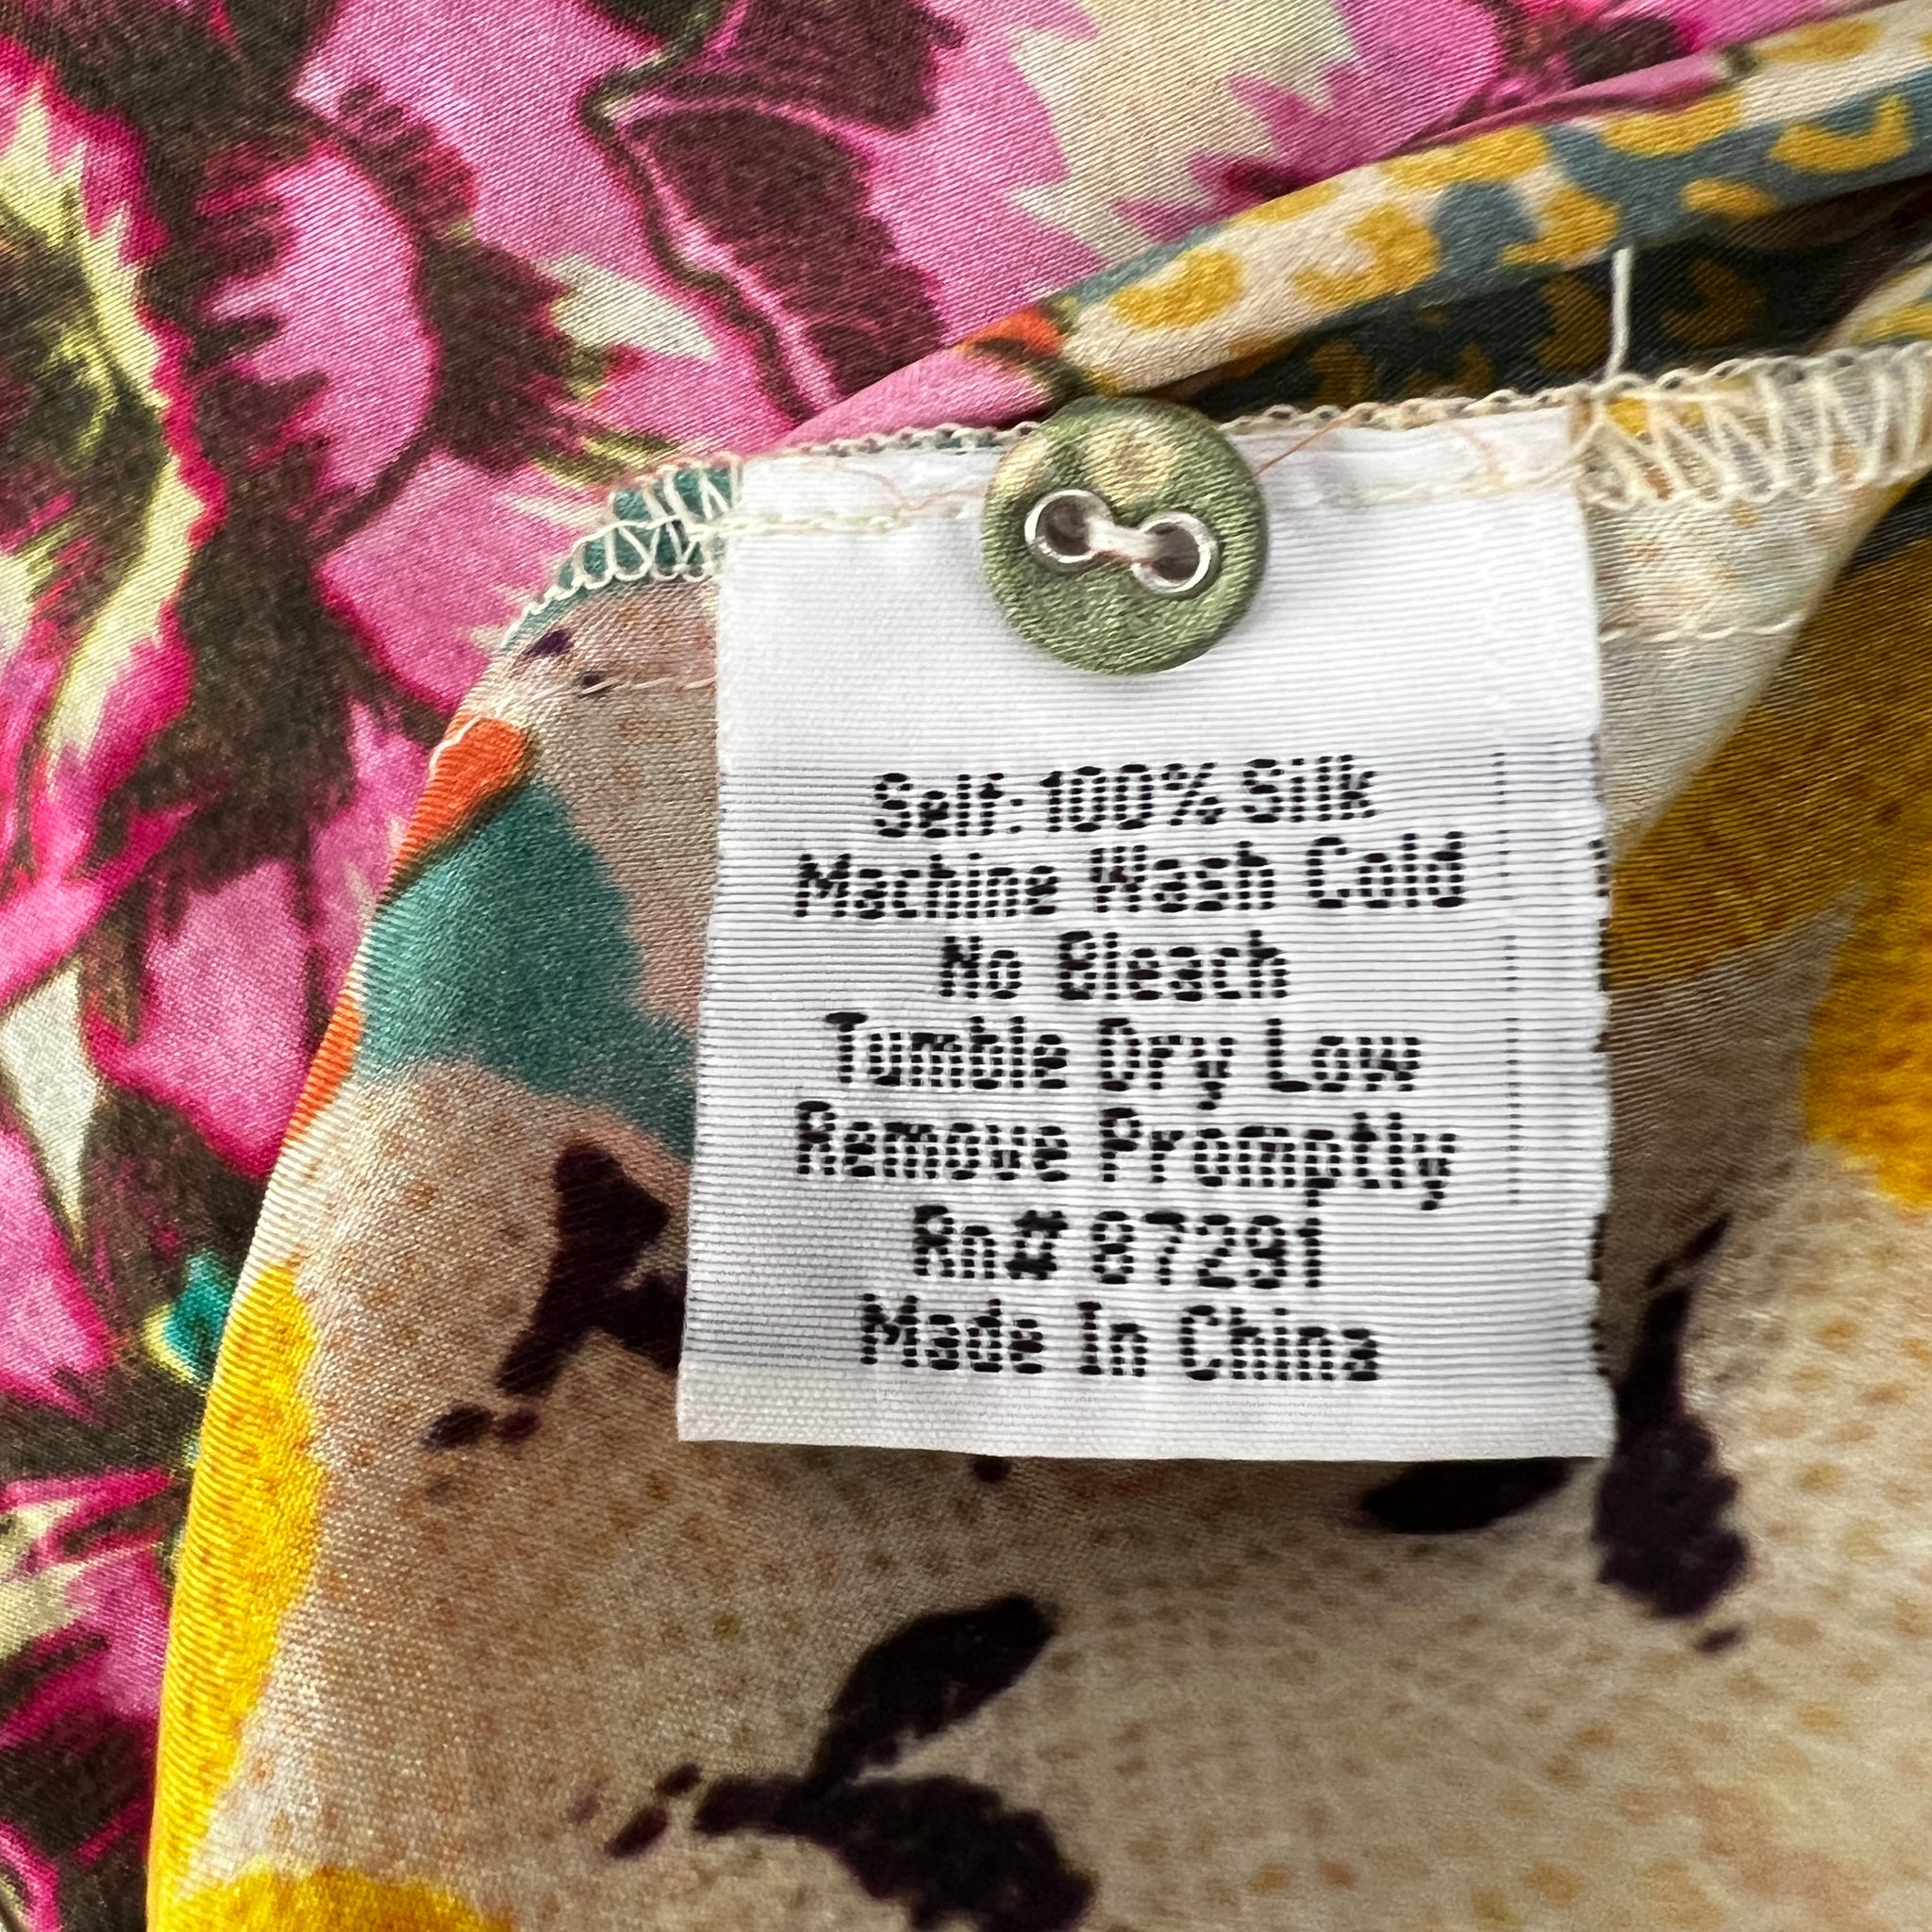 Self: 100% Silk
Machine Wash Cold
No Bleach
Tumble Dry Low
Remove Promptly
Rn# 87291
Made In China